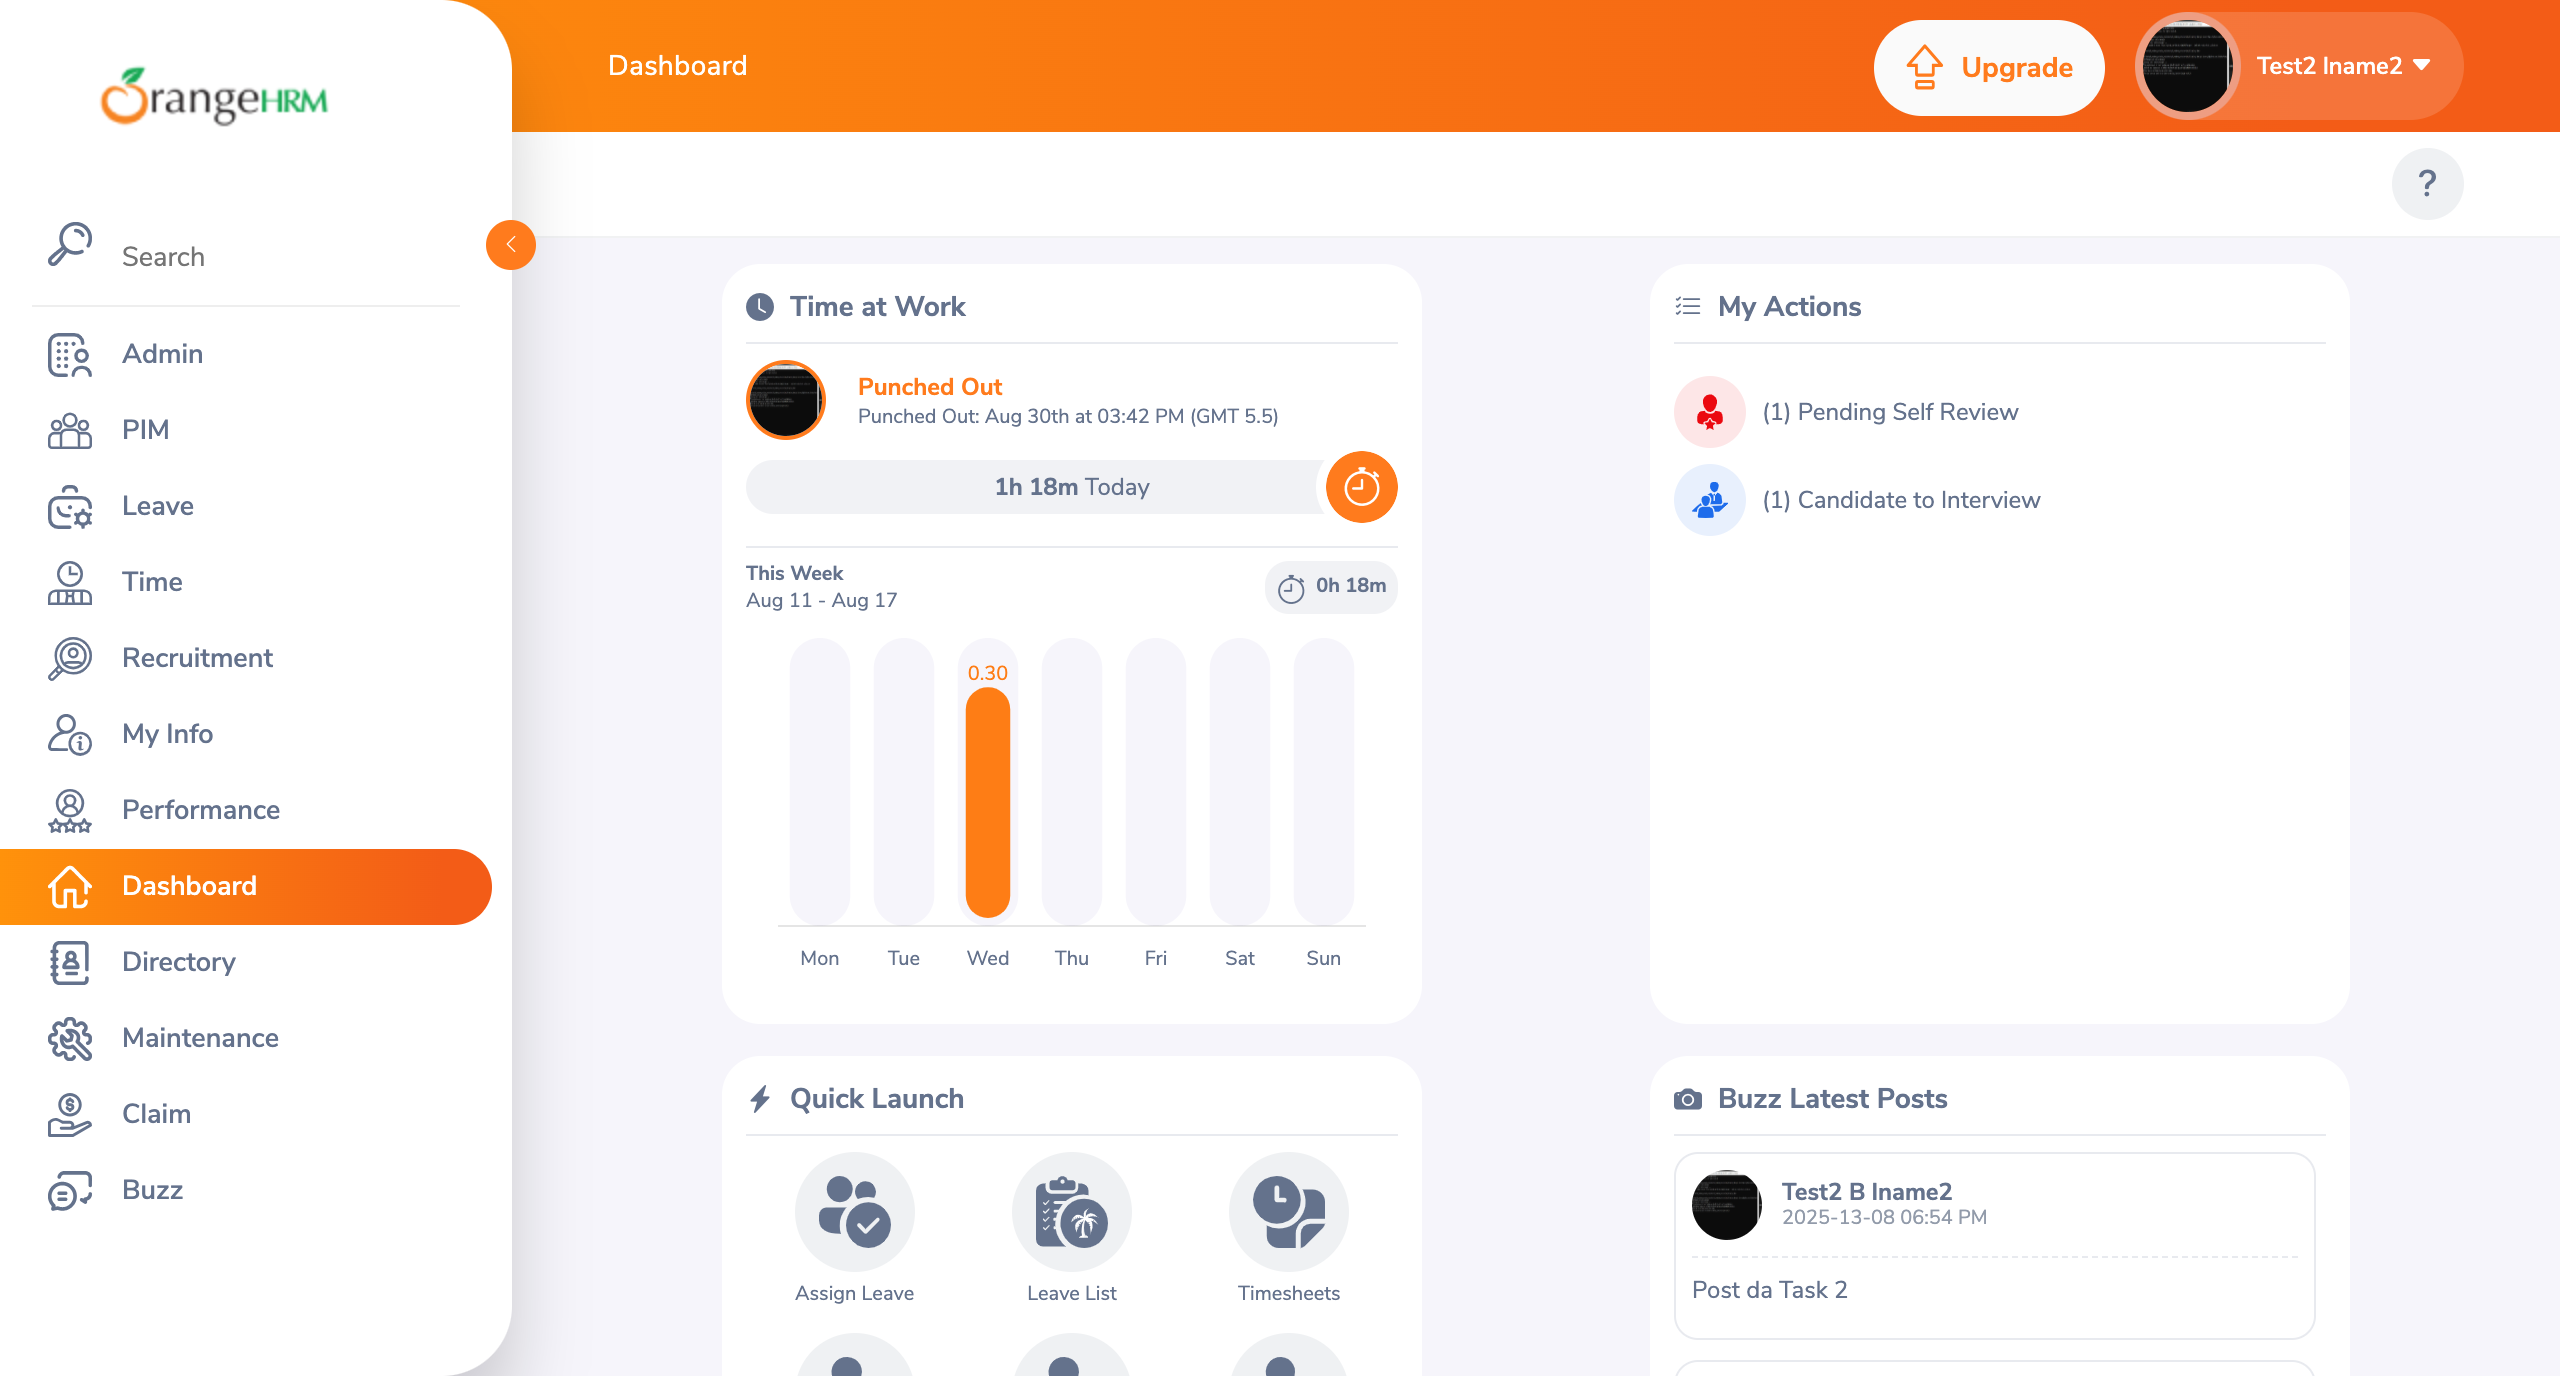 OrangeHRM
Search
Admin
PIM
Leave
Time
Recruitment
My Info
Performance
Dashboard
Directory
Maintenance
Claim
Buzz
Dashboard
Upgrade
Test2 Iname2
?
Time at Work
Punched Out
Punched Out: Aug 30th at 03:42 PM (GMT 5.5)
1h 18m Today
This Week
Aug 11 - Aug 17
0h 18m
0.30
Mon Tue Wed Thu Fri Sat Sun
My Actions
(1) Pending Self Review
(1) Candidate to Interview
Quick Launch
Assign Leave
Leave List
Timesheets
Buzz Latest Posts
Test2 B Iname2
2025-13-08 06:54 PM
Post da Task 2